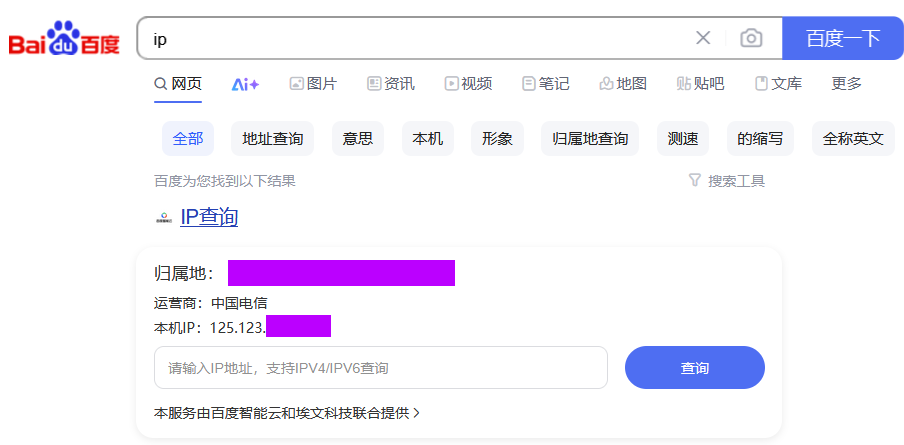 Bai du 百度 ip 百度一下
网页 Ai+ 图片 资讯 视频 笔记 地图 贴 贴吧 文库 更多
全部 地址查询 意思 本机 形象 归属地查询 测速 的缩写 全称英文
百度为您找到以下结果 搜索工具
IP查询
归属地：
运营商：中国电信
本机IP：125.123.
请输入IP地址，支持IPV4/IPV6查询 查询
本服务由百度智能云和埃文科技联合提供 >